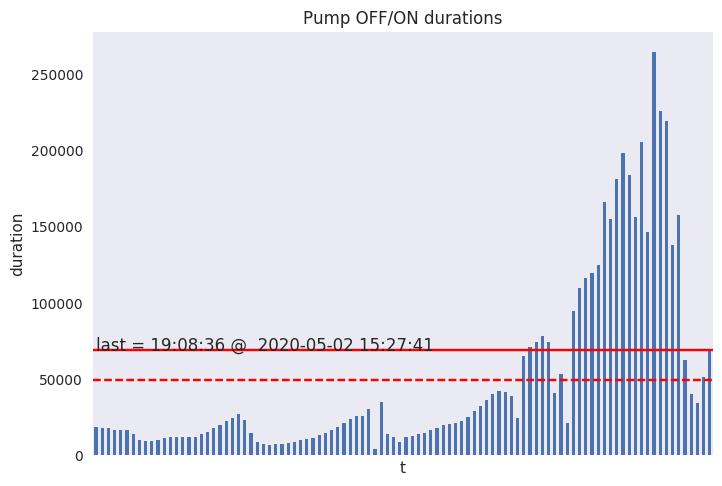 Pump OFF/ON durations
250000
200000
150000
100000
50000
0
duration
last = 19:08:36 @  2020-05-02 15:27:41
t